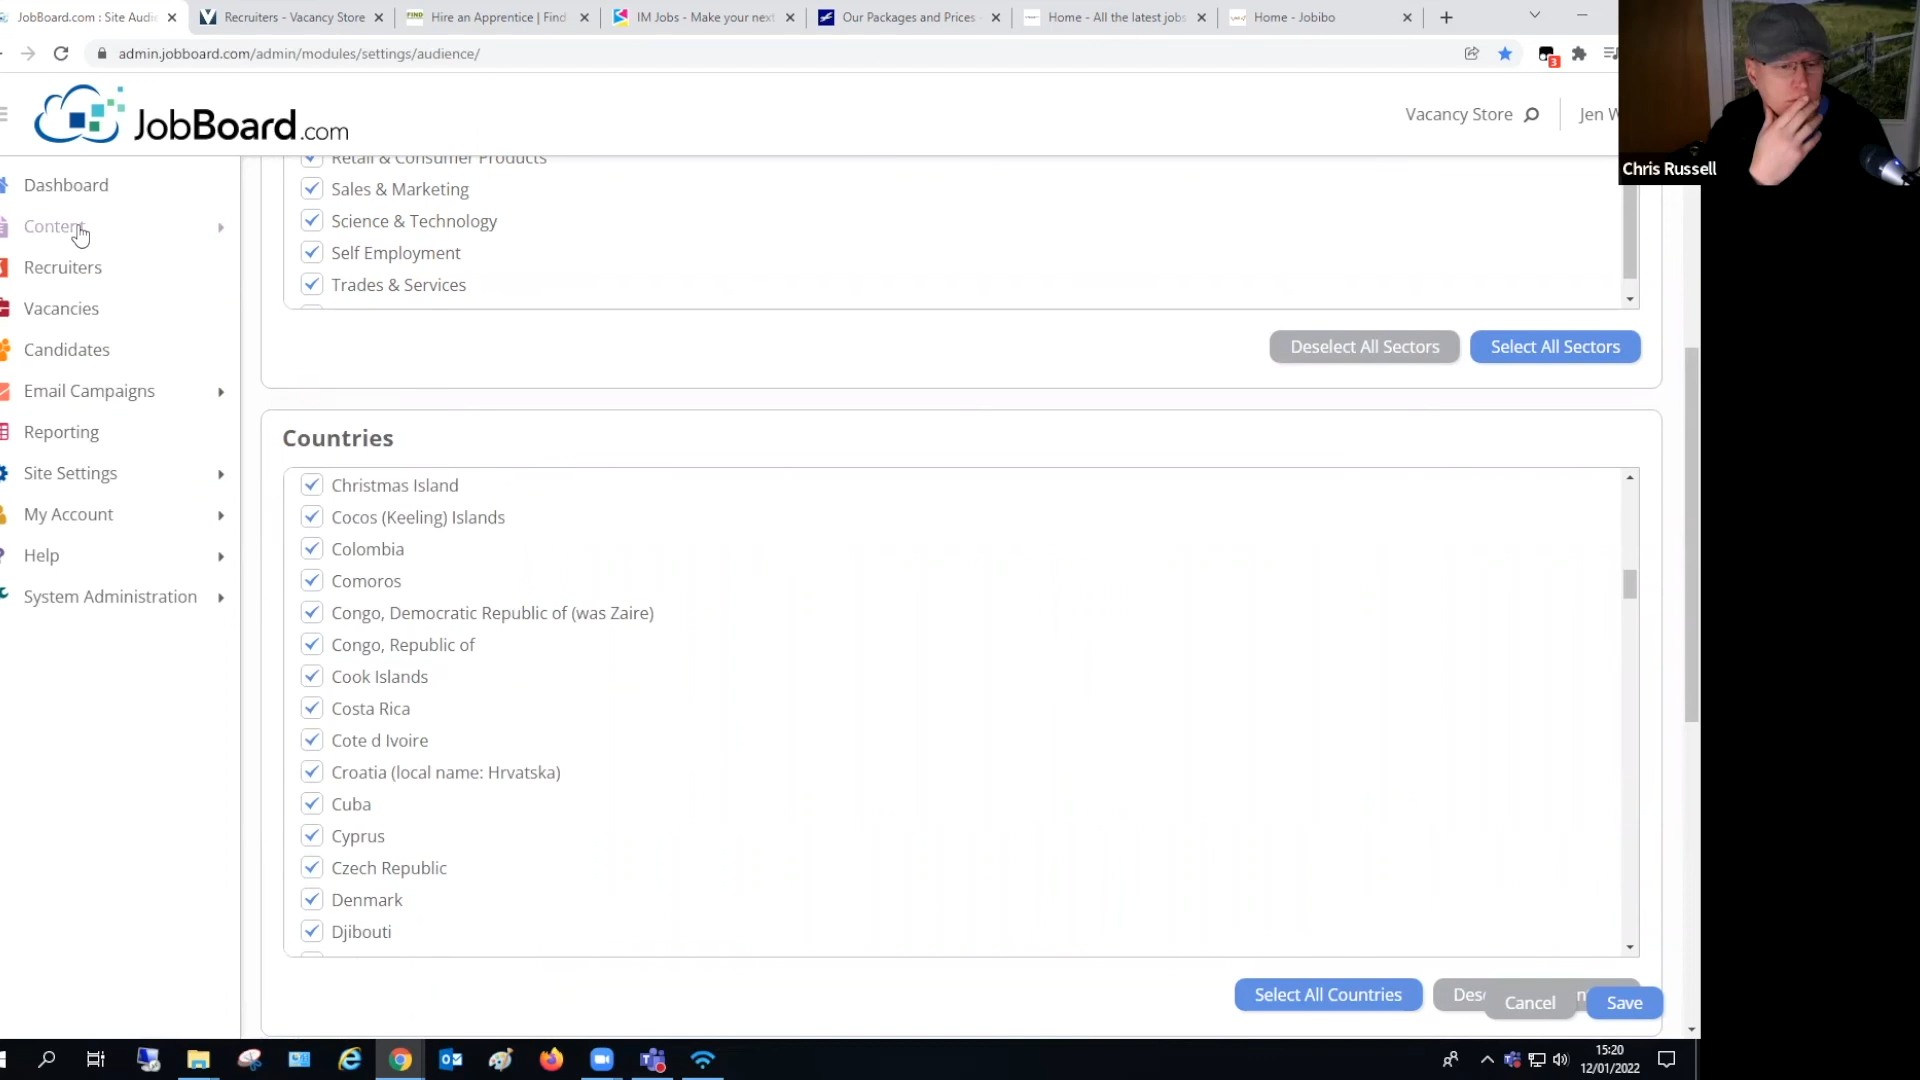 JobBoard.com : Site Audie
Recruiters - Vacancy Store
FIND
Hire an Apprentice | Find
IM Jobs - Make your next
Our Packages and Prices
Home - All the latest jobs
Home - Jobibo
admin.jobboard.com/admin/modules/settings/audience/
3
JobBoard.com
Vacancy Store
Jen W
Chris Russell
Dashboard
Content
Recruiters
Vacancies
Candidates
Email Campaigns
Reporting
Site Settings
My Account
Help
System Administration
Retail & Consumer Products
Sales & Marketing
Science & Technology
Self Employment
Trades & Services
Deselect All Sectors
Select All Sectors
Countries
Christmas Island
Cocos (Keeling) Islands
Colombia
Comoros
Congo, Democratic Republic of (was Zaire)
Congo, Republic of
Cook Islands
Costa Rica
Cote d Ivoire
Croatia (local name: Hrvatska)
Cuba
Cyprus
Czech Republic
Denmark
Djibouti
Select All Countries
Cancel
Save
15:20
12/01/2022